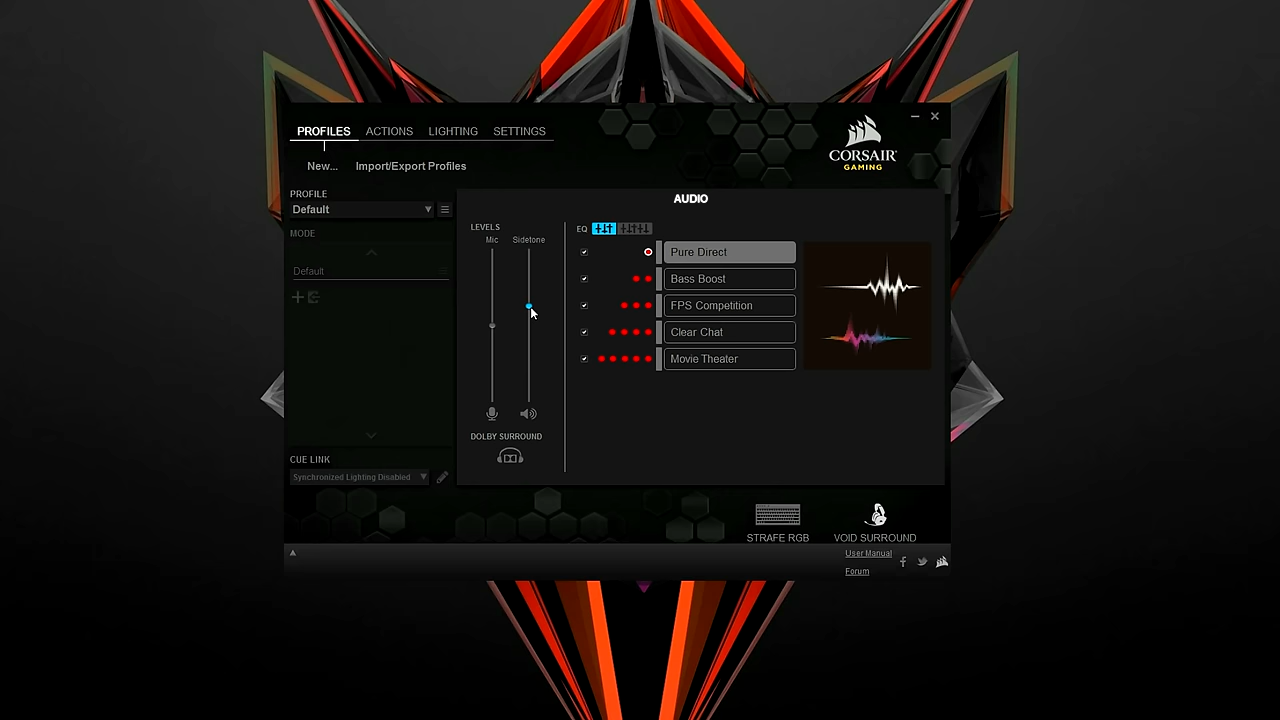 PROFILES ACTIONS LIGHTING SETTINGS
New... Import/Export Profiles
CORSAIR
GAMING
PROFILE
Default
MODE
Default
CUE LINK
Synchronized Lighting Disabled
AUDIO
LEVELS
Mic Sidetone
DOLBY SURROUND
EQ
Pure Direct
Bass Boost
FPS Competition
Clear Chat
Movie Theater
STRAFE RGB VOID SURROUND
User Manual
Forum